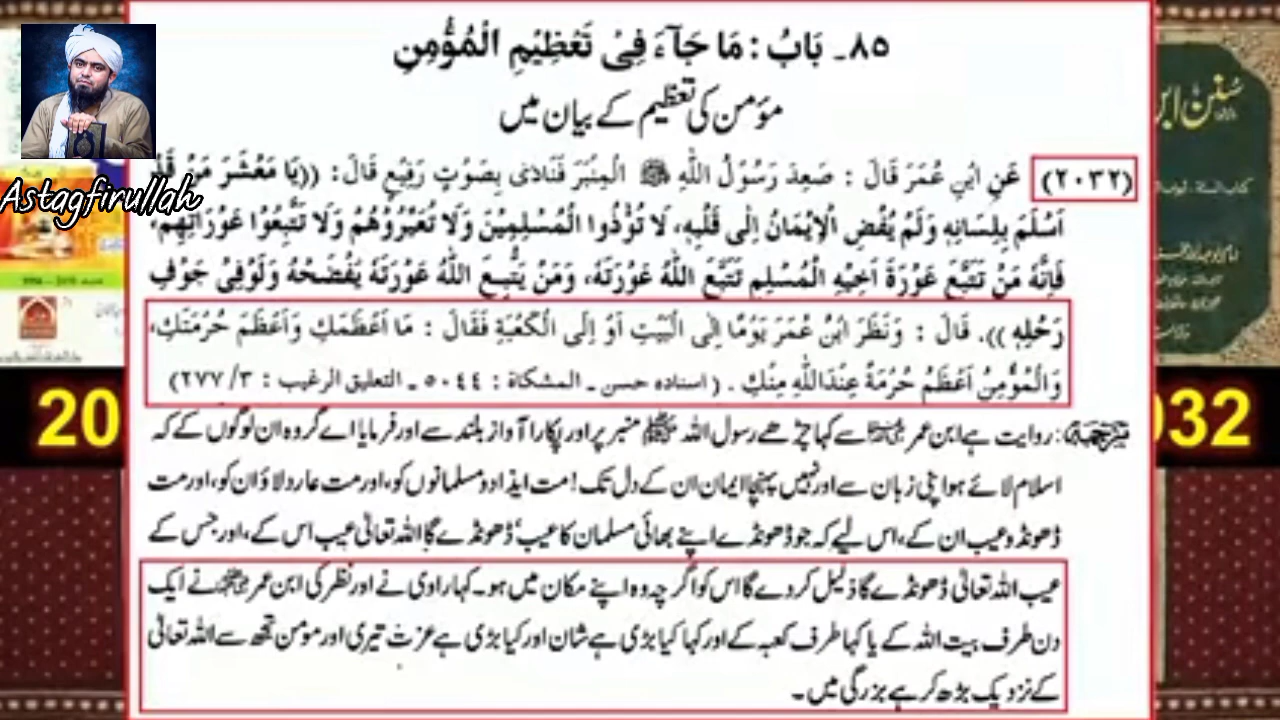 ٨٥۔ بَابُ : مَا جَآءَ فِيْ تَعْظِيْمِ الْمُؤْمِنِ
مؤمن کی تعظیم کے بیان میں
(٢٠٣٢) عَنِ ابْنِ عُمَرَ قَالَ : صَعِدَ رَسُوْلُ اللّٰهِ ﷺ الْمِنْبَرَ فَنَادٰى بِصَوْتٍ رَفِيْعٍ قَالَ : ((يَا مَعْشَرَ مَنْ قَدْ
اَسْلَمَ بِلِسَانِهٖ وَلَمْ يُفْضِ الْاِيْمَانُ اِلٰى قَلْبِهٖ، لَا تُؤْذُوا الْمُسْلِمِيْنَ وَلَا تُعَيِّرُوْهُمْ وَلَا تَتَّبِعُوْا عَوْرَاتِهِمْ،
فَاِنَّهٗ مَنْ تَتَبَّعَ عَوْرَةَ اَخِيْهِ الْمُسْلِمِ تَتَبَّعَ اللّٰهُ عَوْرَتَهٗ، وَمَنْ يَتَّبِعِ اللّٰهُ عَوْرَتَهٗ يَفْضَحْهُ وَلَوْ فِيْ جَوْفِ
رَحْلِهٖ)). قَالَ : وَنَظَرَ ابْنُ عُمَرَ يَوْمًا اِلَى الْبَيْتِ اَوْ اِلَى الْكَعْبَةِ فَقَالَ : مَا اَعْظَمَكِ وَاَعْظَمَ حُرْمَتَكِ،
وَالْمُؤْمِنُ اَعْظَمُ حُرْمَةً عِنْدَ اللّٰهِ مِنْكِ . (اسناده حسن ـ المشكاة : ٥٠٤٤ ـ التعليق الرغيب : ٣/ ٢٧٧)
ترجمہ : روایت ہے ابن عمر رضی اللہ عنہما سے کہا چڑھے رسول اللہ ﷺ منبر پر اور پکارا آواز بلند سے اور فرمایا اے گروہ ان لوگوں کے کہ
اسلام لائے ہو اپنی زبان سے اور نہیں پہنچا ایمان ان کے دل تک! مت ایذا دو مسلمانوں کو، اور مت عار دلاؤ ان کو، اور مت
ڈھونڈو عیب ان کے، اس لیے کہ جو ڈھونڈے اپنے بھائی مسلمان کا عیب' ڈھونڈے گا اللہ تعالیٰ عیب اس کے، اور جس کے
عیب اللہ تعالیٰ ڈھونڈے گا ذلیل کر دے گا اس کو اگرچہ وہ اپنے مکان میں ہو۔ کہا راوی نے اور نظر کی ابن عمر رضی اللہ عنہما نے ایک
دن طرف بیت اللہ کے یا کہا طرف کعبہ کے اور کہا کیا بڑی ہے شان اور کیا بڑی ہے عزت تیری اور مؤمن تجھ سے اللہ تعالیٰ
کے نزدیک بڑھ کر ہے بزرگی میں۔
Astagfirullah
20
032
سُنن ابن